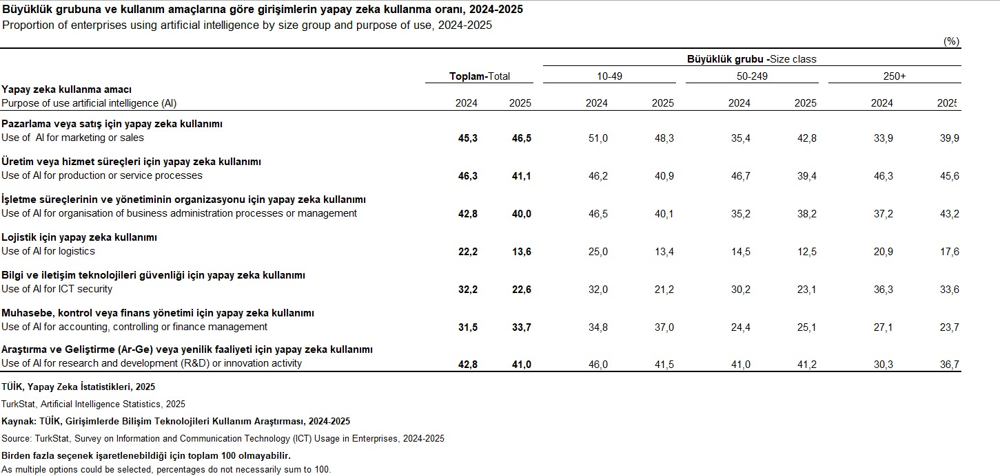 Büyüklük grubuna ve kullanım amaçlarına göre girişimlerin yapay zeka kullanma oranı, 2024-2025
Proportion of enterprises using artificial intelligence by size group and purpose of use, 2024-2025
(%)
Büyüklük grubu -Size class
Toplam-Total 10-49 50-249 250+
Yapay zeka kullanma amacı
Purpose of use artificial intelligence (AI) 2024 2025 2024 2025 2024 2025 2024 2025
Pazarlama veya satış için yapay zeka kullanımı
Use of AI for marketing or sales 45,3 46,5 51,0 48,3 35,4 42,8 33,9 39,9
Üretim veya hizmet süreçleri için yapay zeka kullanımı
Use of AI for production or service processes 46,3 41,1 46,2 40,9 46,7 39,4 46,3 45,6
İşletme süreçlerinin ve yönetiminin organizasyonu için yapay zeka kullanımı
Use of AI for organisation of business administration processes or management 42,8 40,0 46,5 40,1 35,2 38,2 37,2 43,2
Lojistik için yapay zeka kullanımı
Use of AI for logistics 22,2 13,6 25,0 13,4 14,5 12,5 20,9 17,6
Bilgi ve iletişim teknolojileri güvenliği için yapay zeka kullanımı
Use of AI for ICT security 32,2 22,6 32,0 21,2 30,2 23,1 36,3 33,6
Muhasebe, kontrol veya finans yönetimi için yapay zeka kullanımı
Use of AI for accounting, controlling or finance management 31,5 33,7 34,8 37,0 24,4 25,1 27,1 23,7
Araştırma ve Geliştirme (Ar-Ge) veya yenilik faaliyeti için yapay zeka kullanımı
Use of AI for research and development (R&D) or innovation activity 42,8 41,0 46,0 41,5 41,0 41,2 30,3 36,7
TÜİK, Yapay Zeka İstatistikleri, 2025
TurkStat, Artificial Intelligence Statistics, 2025
Kaynak: TÜİK, Girişimlerde Bilişim Teknolojileri Kullanım Araştırması, 2024-2025
Source: TurkStat, Survey on Information and Communication Technology (ICT) Usage in Enterprises, 2024-2025
Birden fazla seçenek işaretlenebildiği için toplam 100 olmayabilir.
As multiple options could be selected, percentages do not necessarily sum to 100.